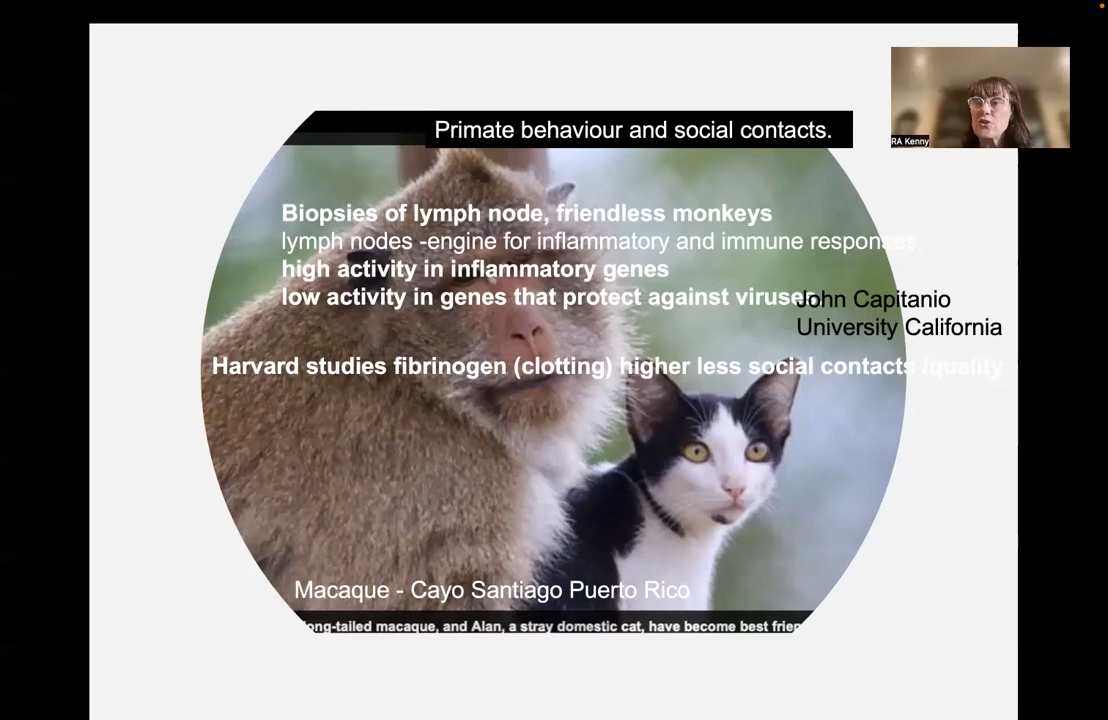 Primate behaviour and social contacts.
RA Kenny
Biopsies of lymph node, friendless monkeys
lymph nodes -engine for inflammatory and immune responses,
high activity in inflammatory genes
low activity in genes that protect against viruses
John Capitanio
University California
Harvard studies fibrinogen (clotting) higher less social contacts /quality
Macaque - Cayo Santiago Puerto Rico
long-tailed macaque, and Alan, a stray domestic cat, have become best